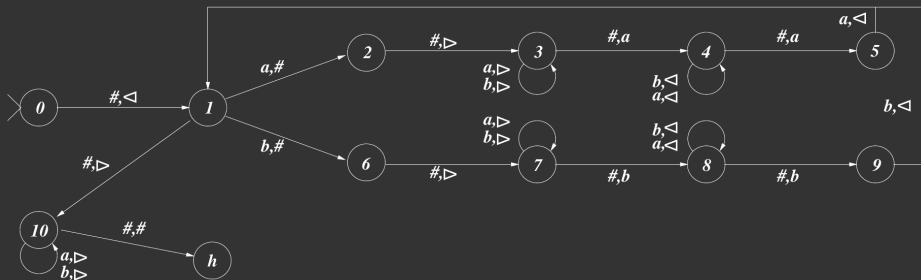 a,◁
2
#,▷
3
#,a
4
#,a
5
a,#
a,▷
b,▷
b,◁
a,◁
0
#,◁
1
b,◁
b,#
a,▷
b,▷
b,◁
a,◁
#,▷
6
#,▷
7
#,b
8
#,b
9
10
#,#
a,▷
b,▷
h